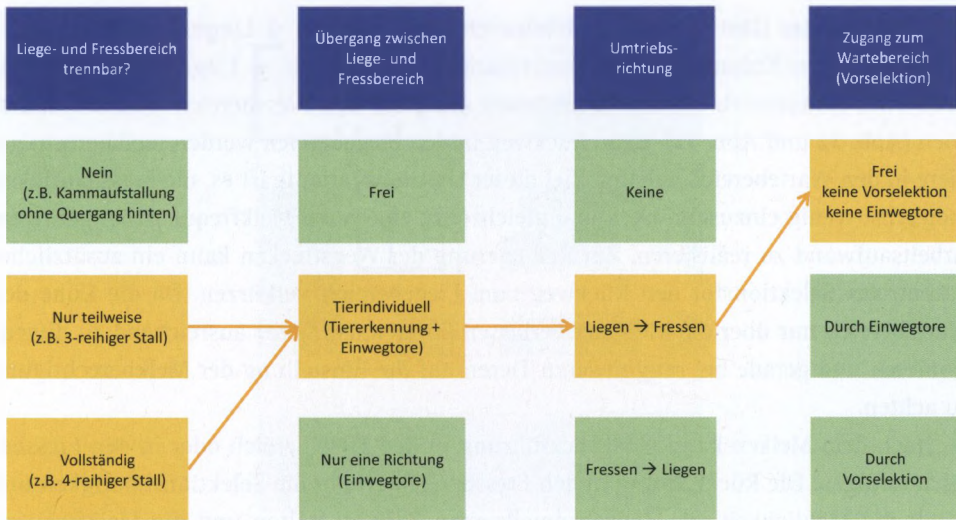 Liege- und Fressbereich
trennbar?
Übergang zwischen
Liege- und
Fressbereich
Umtriebs-
richtung
Zugang zum
Wartebereich
(Vorselektion)
Nein
(z.B. Kammaufstallung
ohne Quergang hinten)
Frei
Keine
Frei
keine Vorselektion
keine Einwegtore
Nur teilweise
(z.B. 3-reihiger Stall)
Tierindividuell
(Tiererkennung +
Einwegtore)
Liegen → Fressen
Durch Einwegtore
Vollständig
(z.B. 4-reihiger Stall)
Nur eine Richtung
(Einwegtore)
Fressen → Liegen
Durch
Vorselektion